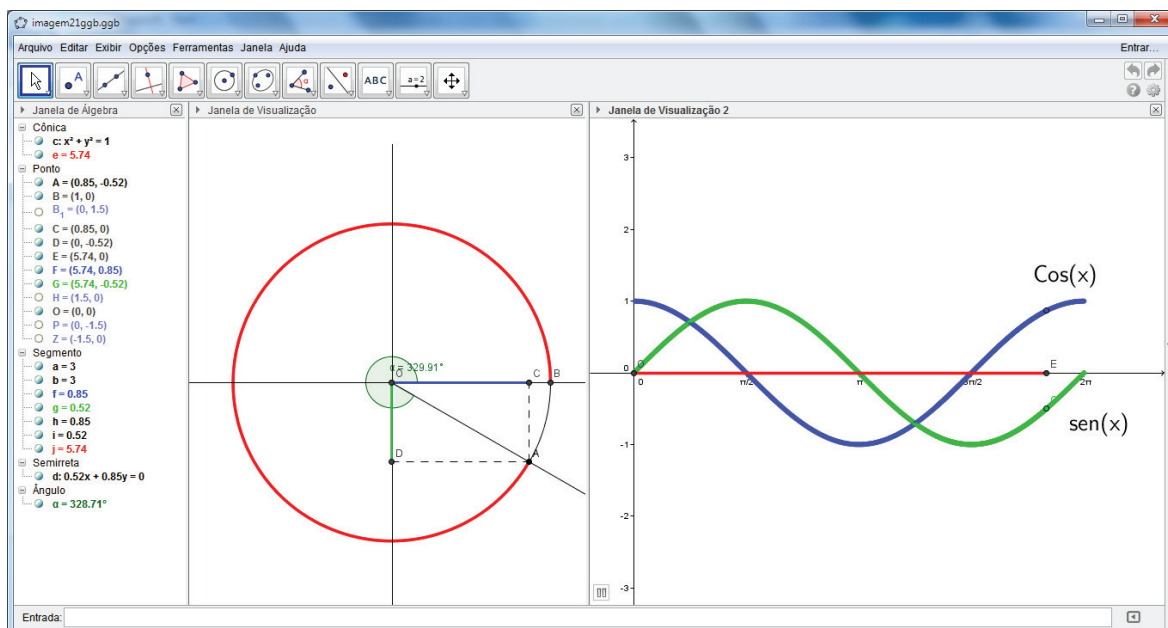 imagem21ggb.ggb
Arquivo Editar Exibir Opções Ferramentas Janela Ajuda
Entrar...
A
α
ABC
a=2
Janela de Álgebra
Janela de Visualização
Janela de Visualização 2
Cônica
c: x² + y² = 1
e = 5.74
Ponto
A = (0.85, -0.52)
B = (1, 0)
B₁ = (0, 1.5)
C = (0.85, 0)
D = (0, -0.52)
E = (5.74, 0)
F = (5.74, 0.85)
G = (5.74, -0.52)
H = (1.5, 0)
O = (0, 0)
P = (0, -1.5)
Z = (-1.5, 0)
Segmento
a = 3
b = 3
f = 0.85
g = 0.52
h = 0.85
i = 0.52
j = 5.74
Semirreta
d: 0.52x + 0.85y = 0
Ângulo
α = 328.71°
α = 329.91°
O
C
B
D
A
3
2
1
0
-1
-2
-3
0
π/2
π
3π/2
2π
E
Cos(x)
sen(x)
Entrada: